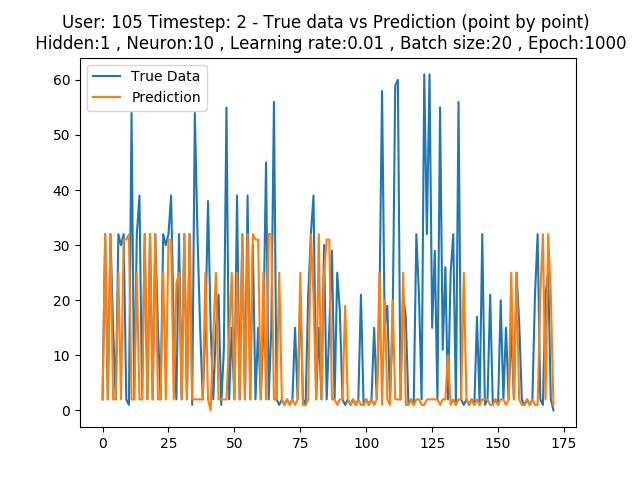 User: 105 Timestep: 2 - True data vs Prediction (point by point)
Hidden:1 , Neuron:10 , Learning rate:0.01 , Batch size:20 , Epoch:1000
True Data
Prediction
60
50
40
30
20
10
0
0 25 50 75 100 125 150 175